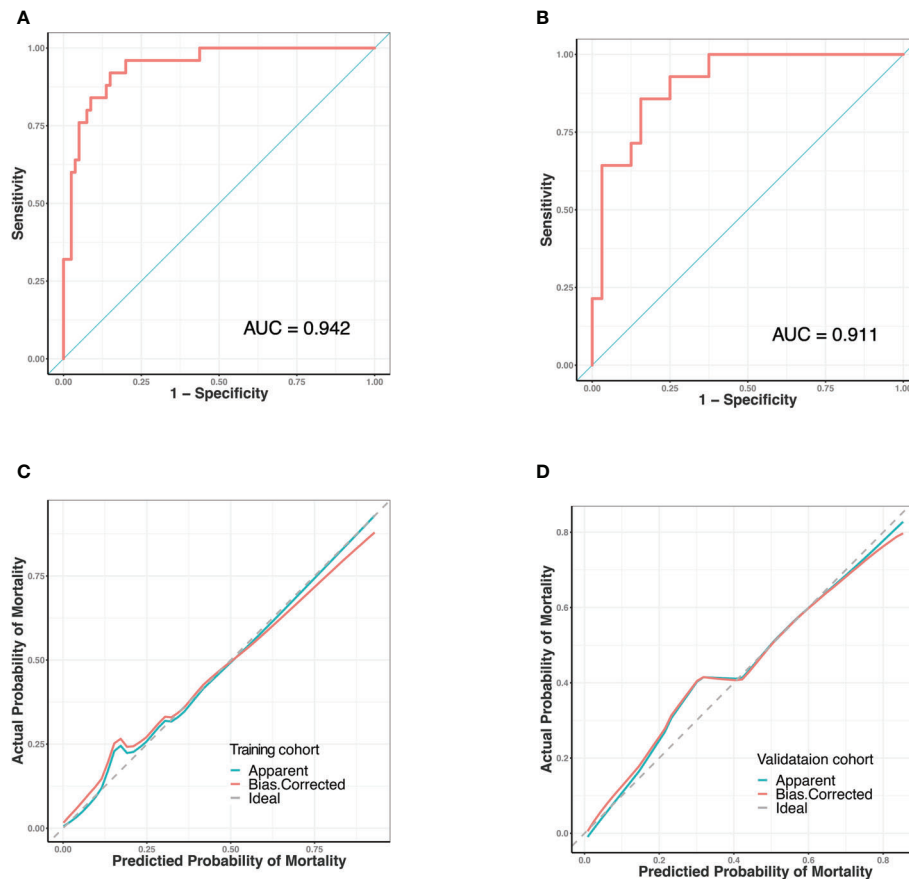 A
1.00
0.75
0.50
0.25
0.00
Sensitivity
AUC = 0.942
0.00 0.25 0.50 0.75 1.00
1 − Specificity
B
1.00
0.75
0.50
0.25
0.00
Sensitivity
AUC = 0.911
0.00 0.25 0.50 0.75 1.00
1 − Specificity
C
0.75
0.50
0.25
0.00
Actual Probability of Mortality
Training cohort
Apparent
Bias.Corrected
Ideal
0.00 0.25 0.50 0.75
Predictied Probability of Mortality
D
0.8
0.6
0.4
0.2
0.0
Actual Probability of Mortality
Validataion cohort
Apparent
Bias.Corrected
Ideal
0.0 0.2 0.4 0.6 0.8
Predictied Probability of Mortality